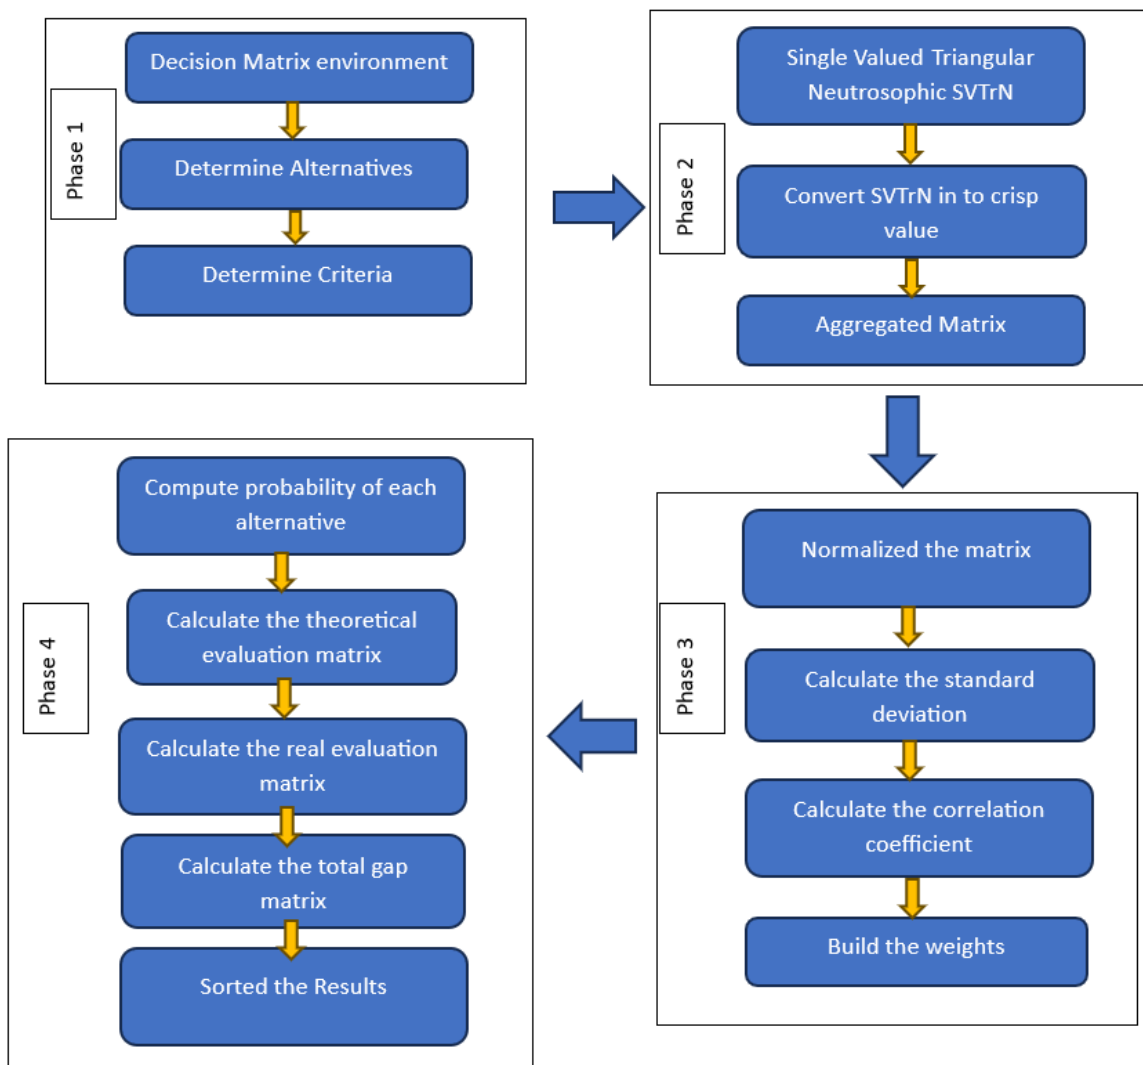 Phase 1
Decision Matrix environment
Determine Alternatives
Determine Criteria
Phase 2
Single Valued Triangular
Neutrosophic SVTrN
Convert SVTrN in to crisp
value
Aggregated Matrix
Phase 3
Normalized the matrix
Calculate the standard
deviation
Calculate the correlation
coefficient
Build the weights
Phase 4
Compute probability of each
alternative
Calculate the theoretical
evaluation matrix
Calculate the real evaluation
matrix
Calculate the total gap
matrix
Sorted the Results